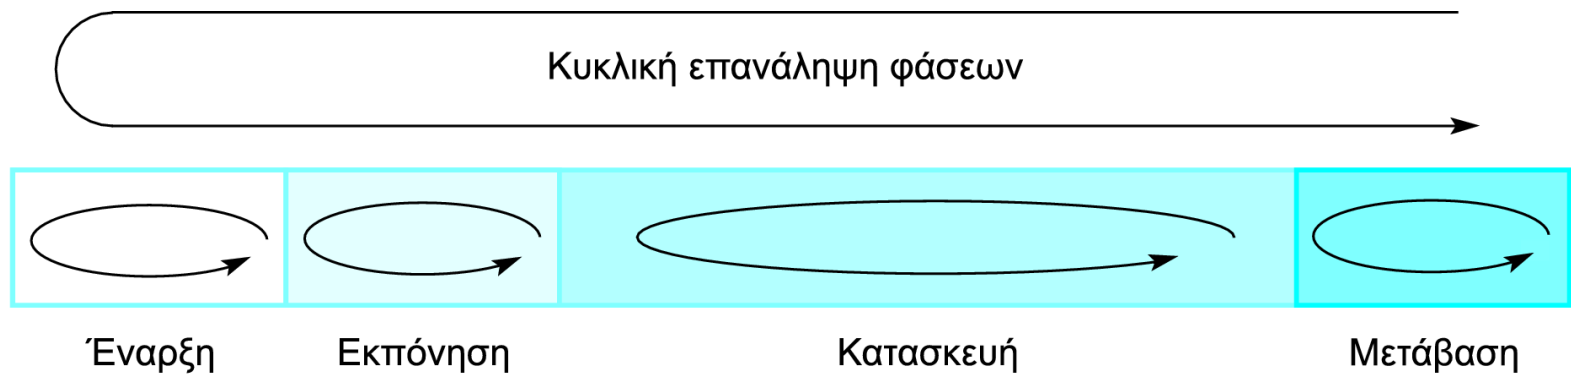 Κυκλική επανάληψη φάσεων
Έναρξη
Εκπόνηση
Κατασκευή
Μετάβαση